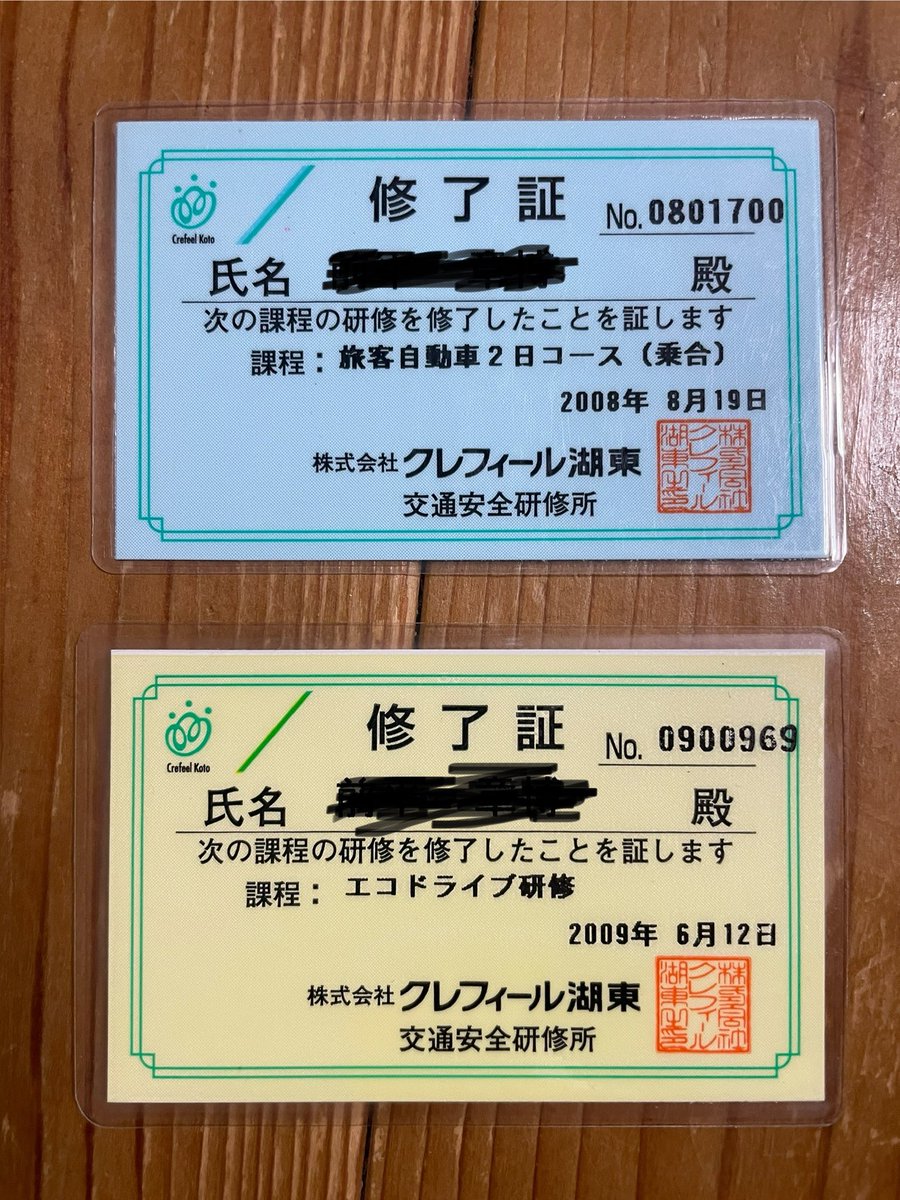 修了証
No. 0801700
Crefeel Koto
氏名 殿
次の課程の研修を修了したことを証します
課程：旅客自動車２日コース（乗合）
2008年 8月19日
株式会社クレフィール湖東
交通安全研修所
修了証
No. 0900969
Crefeel Koto
氏名 殿
次の課程の研修を修了したことを証します
課程：エコドライブ研修
2009年 6月12日
株式会社クレフィール湖東
交通安全研修所